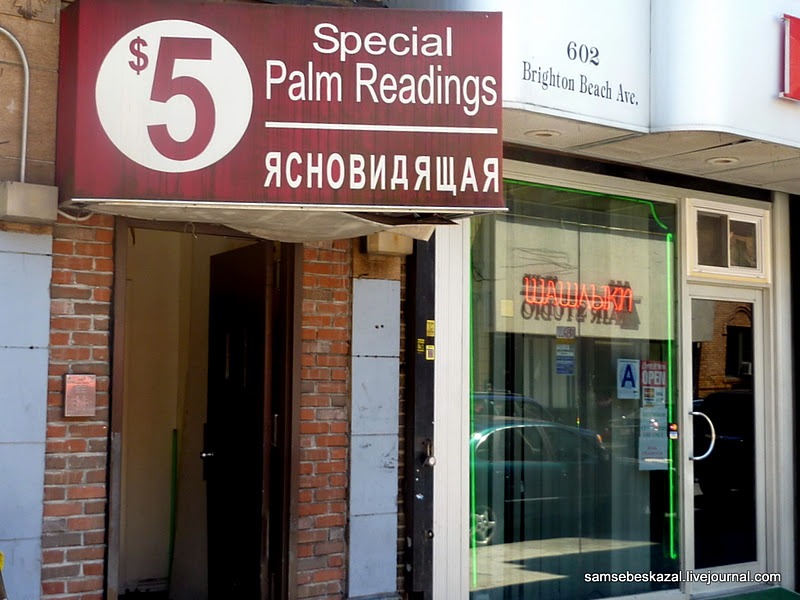 $5
Special
Palm Readings
ЯСНОВИДЯЩАЯ
602
Brighton Beach Ave.
ШАШЛЫКИ
A
OPEN
samsebeskazal.livejournal.com